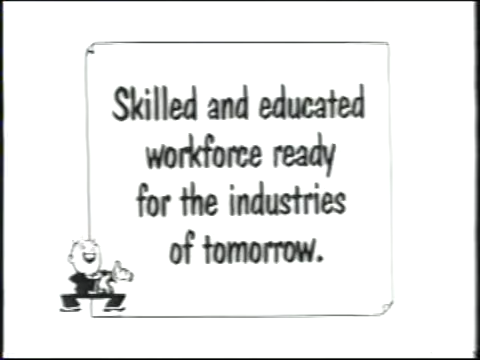 Skilled and educated
workforce ready
for the industries
of tomorrow.